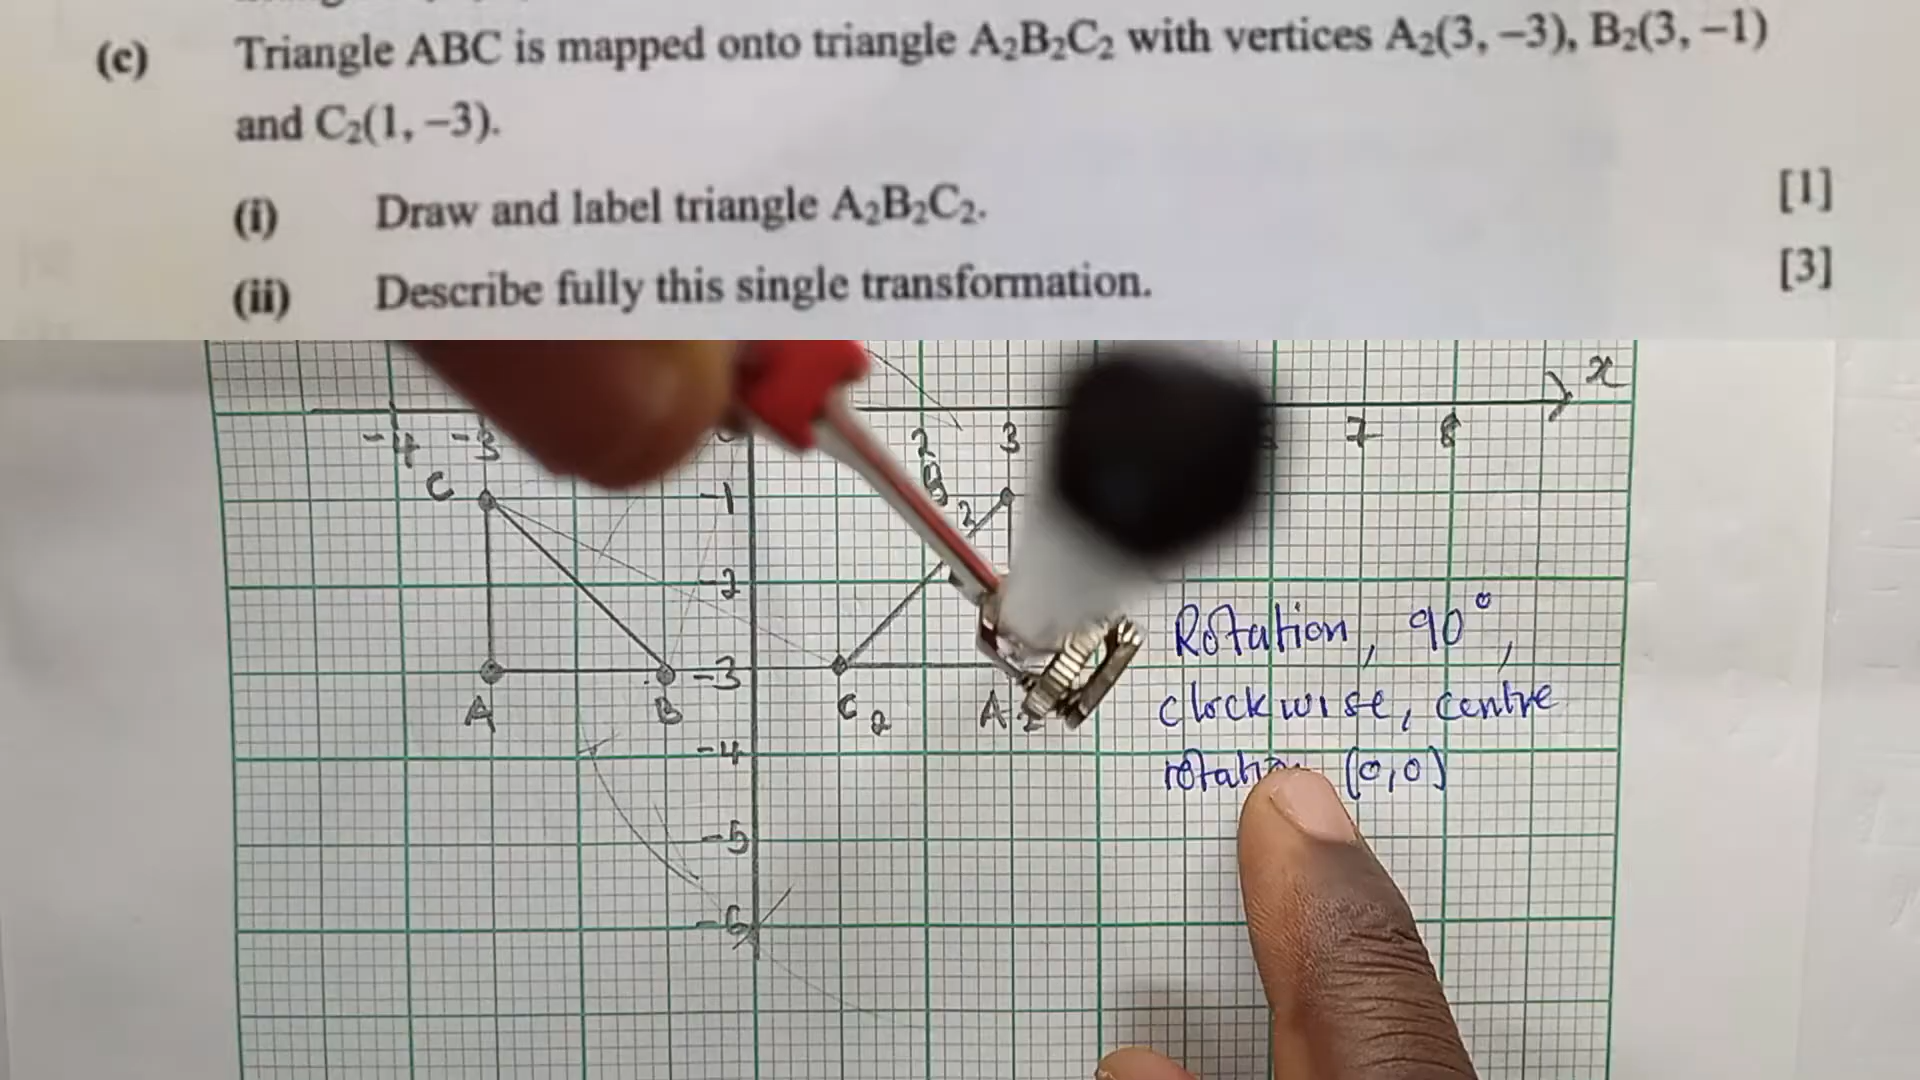 (c) Triangle ABC is mapped onto triangle A₂B₂C₂ with vertices A₂(3, −3), B₂(3, −1)
and C₂(1, −3).
(i) Draw and label triangle A₂B₂C₂. [1]
(ii) Describe fully this single transformation. [3]
x
-4 -3 2 3 7 8
C -1 B2
-2
A B -3 C2 A2
-4
-5
-6
Rotation, 90°,
clockwise, centre
rotation (0,0)